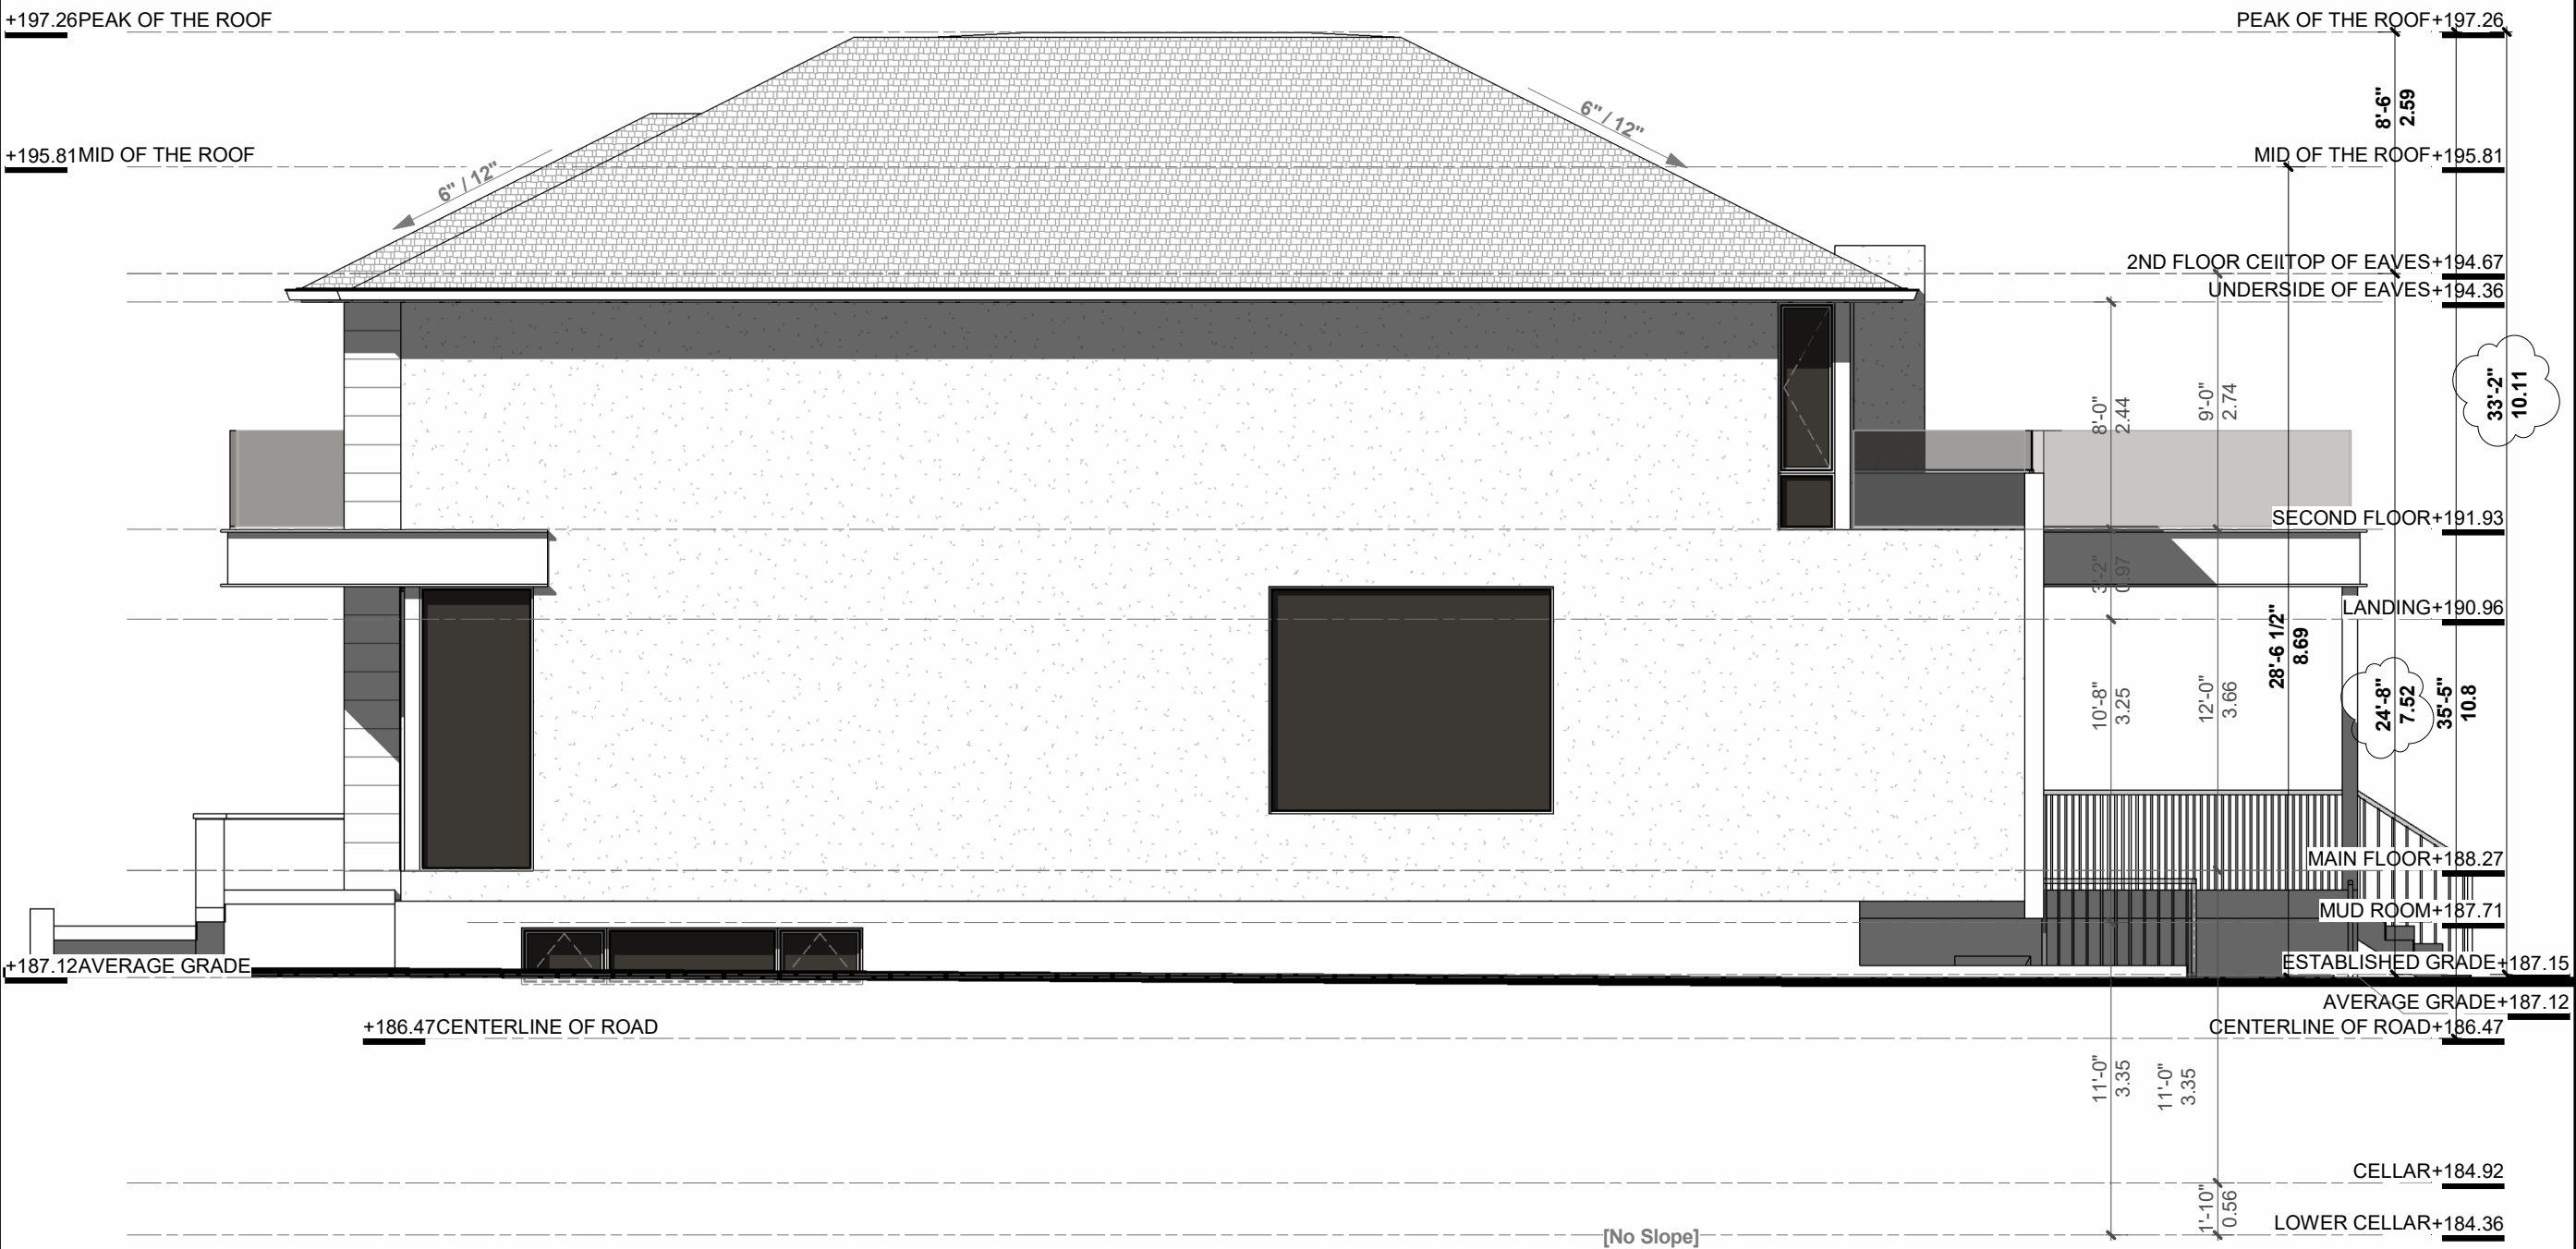 +197.26PEAK OF THE ROOF
PEAK OF THE ROOF+197.26
8'-6"
2.59
6" / 12"
6" / 12"
+195.81MID OF THE ROOF
MID OF THE ROOF+195.81
2ND FLOOR CEIITOP OF EAVES+194.67
UNDERSIDE OF EAVES+194.36
33'-2"
10.11
8'-0"
2.44
9'-0"
2.74
SECOND FLOOR+191.93
3'-2"
0.97
LANDING+190.96
28'-6 1/2"
8.69
10'-8"
3.25
12'-0"
3.66
24'-8"
7.52
35'-5"
10.8
MAIN FLOOR+188.27
MUD ROOM+187.71
+187.12AVERAGE GRADE
ESTABLISHED GRADE+187.15
AVERAGE GRADE+187.12
+186.47CENTERLINE OF ROAD
CENTERLINE OF ROAD+186.47
11'-0"
3.35
11'-0"
3.35
CELLAR+184.92
1'-10"
0.56
LOWER CELLAR+184.36
[No Slope]